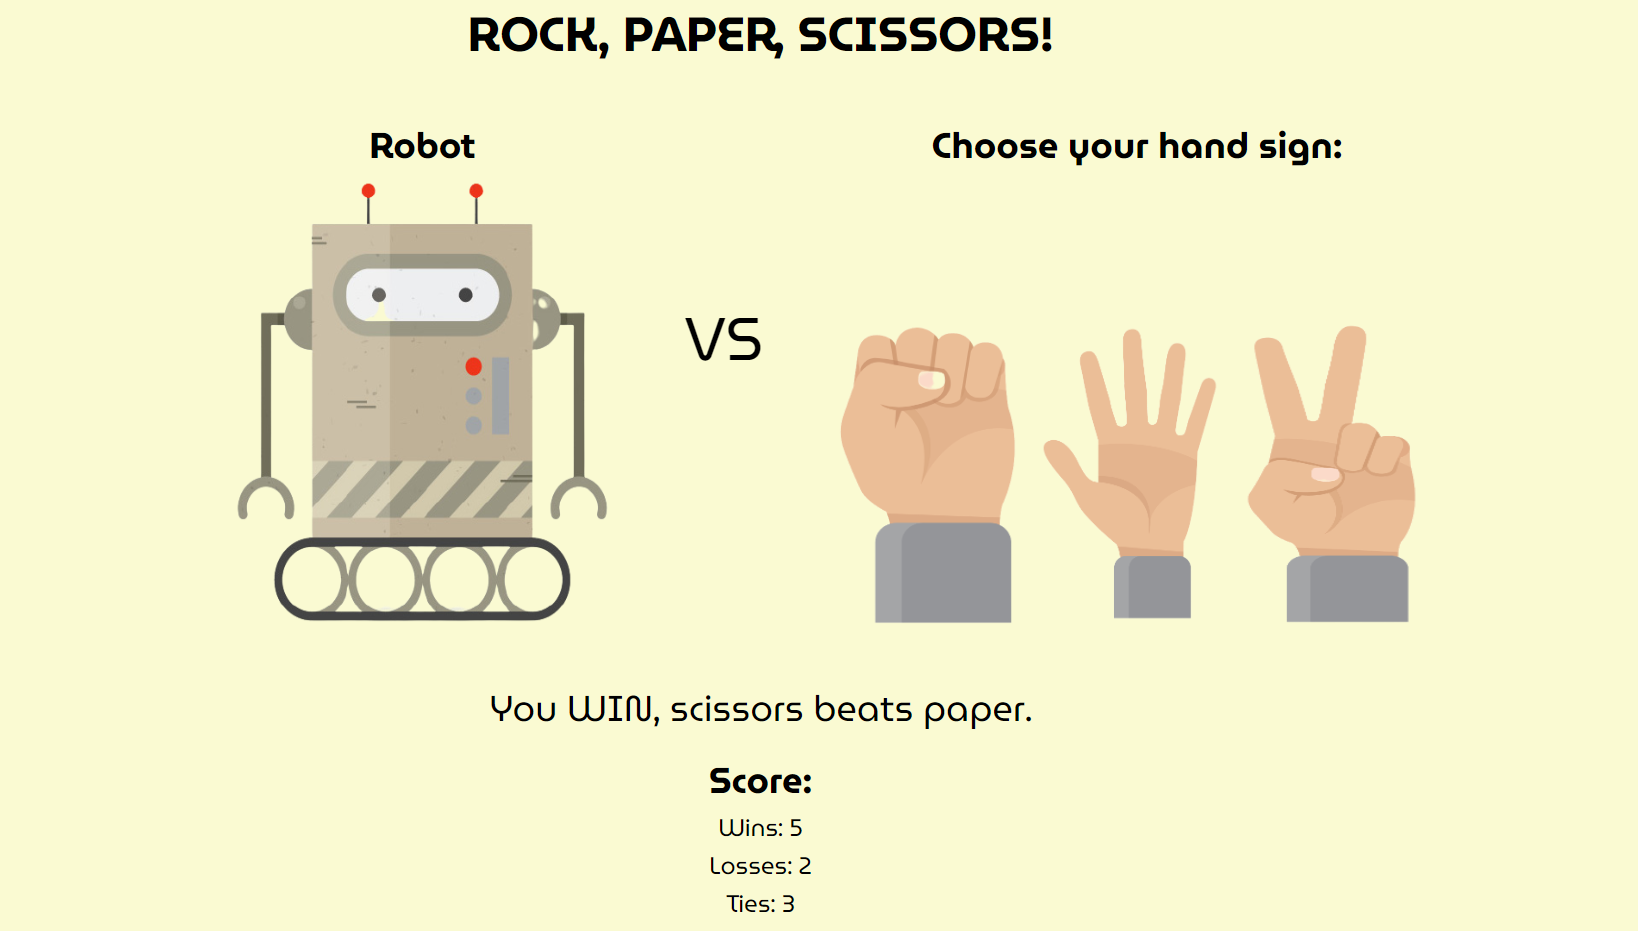 ROCK, PAPER, SCISSORS!
Robot
Choose your hand sign:
VS
You WIN, scissors beats paper.
Score:
Wins: 5
Losses: 2
Ties: 3